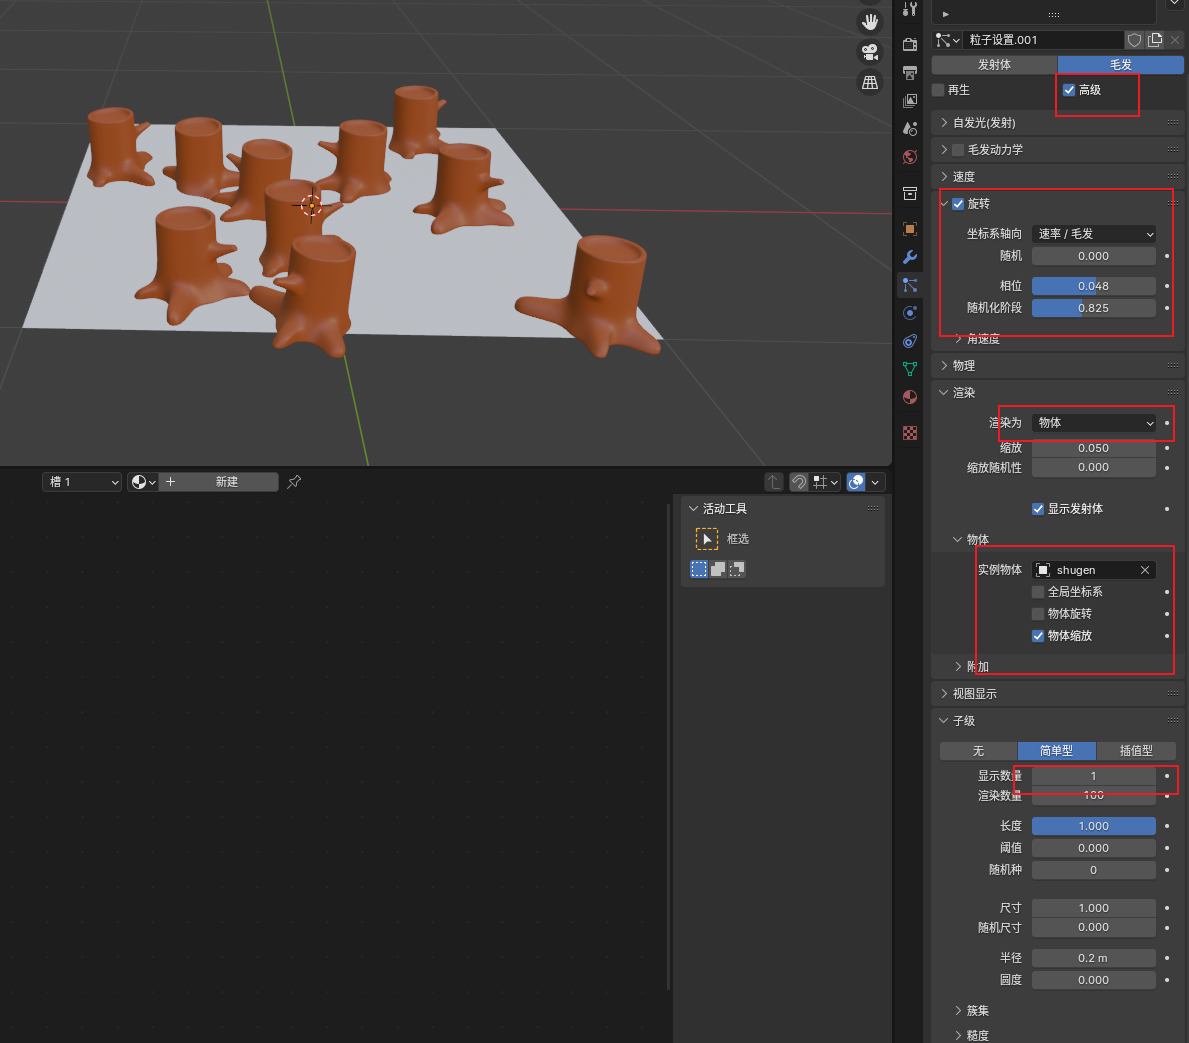 粒子设置.001
发射体 毛发
再生 高级
自发光(发射)
毛发动力学
速度
旋转
坐标系轴向 速率 / 毛发
随机 0.000
相位 0.048
随机化阶段 0.825
角速度
物理
渲染
渲染为 物体
缩放 0.050
缩放随机性 0.000
显示发射体
物体
实例物体 shugen
全局坐标系
物体旋转
物体缩放
附加
视图显示
子级
无 简单型 插值型
显示数量 1
渲染数量 100
长度 1.000
阈值 0.000
随机种 0
尺寸 1.000
随机尺寸 0.000
半径 0.2 m
圆度 0.000
簇集
糙度
槽 1 新建
活动工具
框选